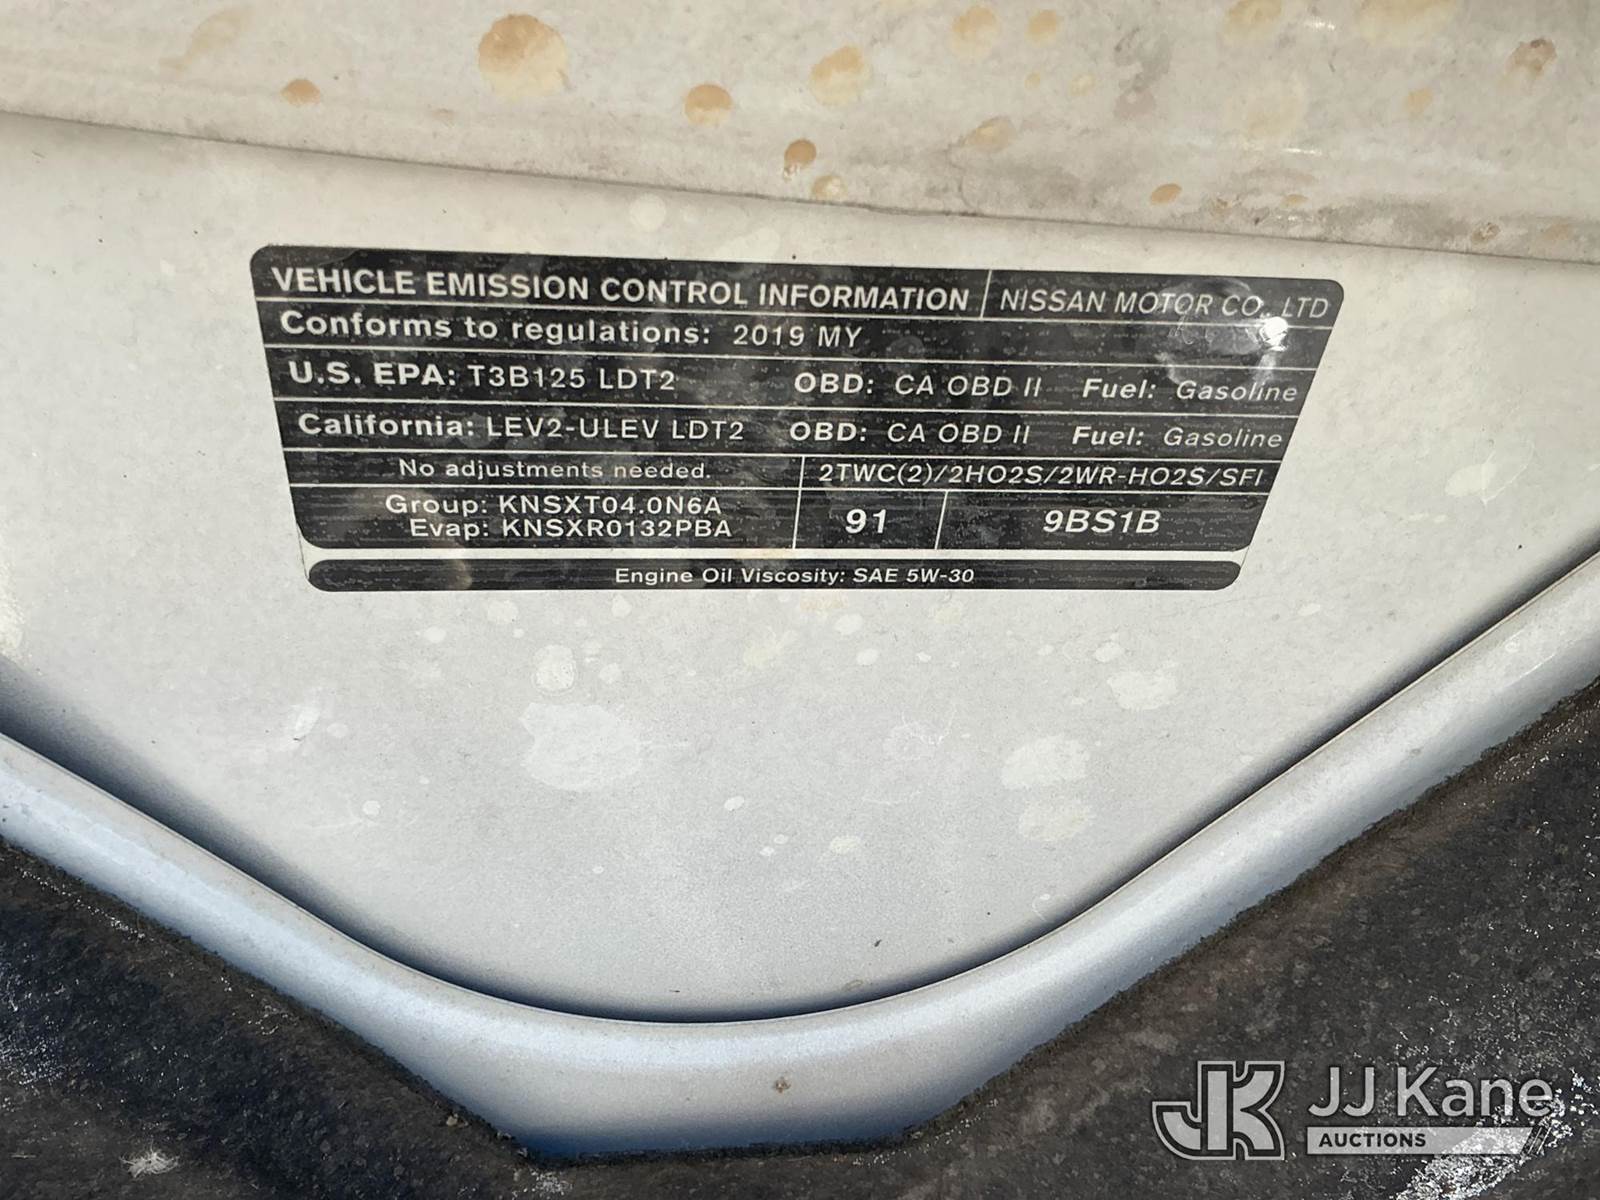 VEHICLE EMISSION CONTROL INFORMATION NISSAN MOTOR CO., LTD
Conforms to regulations: 2019 MY
U.S. EPA: T3B125 LDT2 OBD: CA OBD II Fuel: Gasoline
California: LEV2-ULEV LDT2 OBD: CA OBD II Fuel: Gasoline
No adjustments needed. 2TWC(2)/2HO2S/2WR-HO2S/SFI
Group: KNSXT04.0N6A
Evap: KNSXR0132PBA
91 9BS1B
Engine Oil Viscosity: SAE 5W-30
JK JJ Kane
AUCTIONS